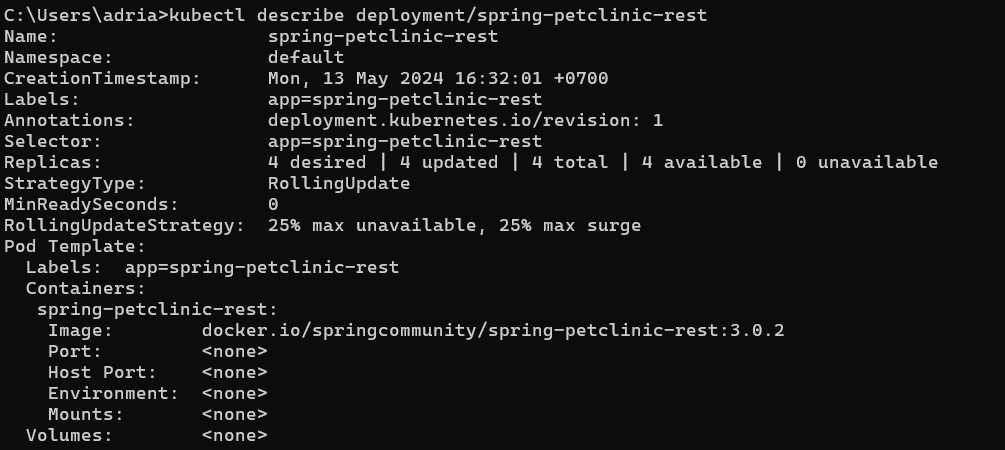 C:\Users\adria>kubectl describe deployment/spring-petclinic-rest
Name:                   spring-petclinic-rest
Namespace:              default
CreationTimestamp:      Mon, 13 May 2024 16:32:01 +0700
Labels:                 app=spring-petclinic-rest
Annotations:            deployment.kubernetes.io/revision: 1
Selector:               app=spring-petclinic-rest
Replicas:               4 desired | 4 updated | 4 total | 4 available | 0 unavailable
StrategyType:           RollingUpdate
MinReadySeconds:        0
RollingUpdateStrategy:  25% max unavailable, 25% max surge
Pod Template:
  Labels:  app=spring-petclinic-rest
  Containers:
   spring-petclinic-rest:
    Image:        docker.io/springcommunity/spring-petclinic-rest:3.0.2
    Port:         <none>
    Host Port:    <none>
    Environment:  <none>
    Mounts:       <none>
  Volumes:        <none>